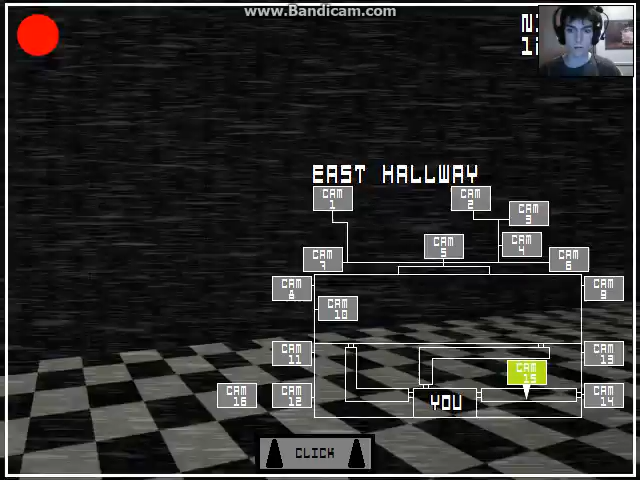 www.Bandicam.com
EAST HALLWAY
CAM 1
CAM 2
CAM 3
CAM 4
CAM 5
CAM 6
CAM 7
CAM 8
CAM 9
CAM 10
CAM 11
CAM 12
CAM 13
CAM 14
CAM 15
CAM 16
YOU
CLICK